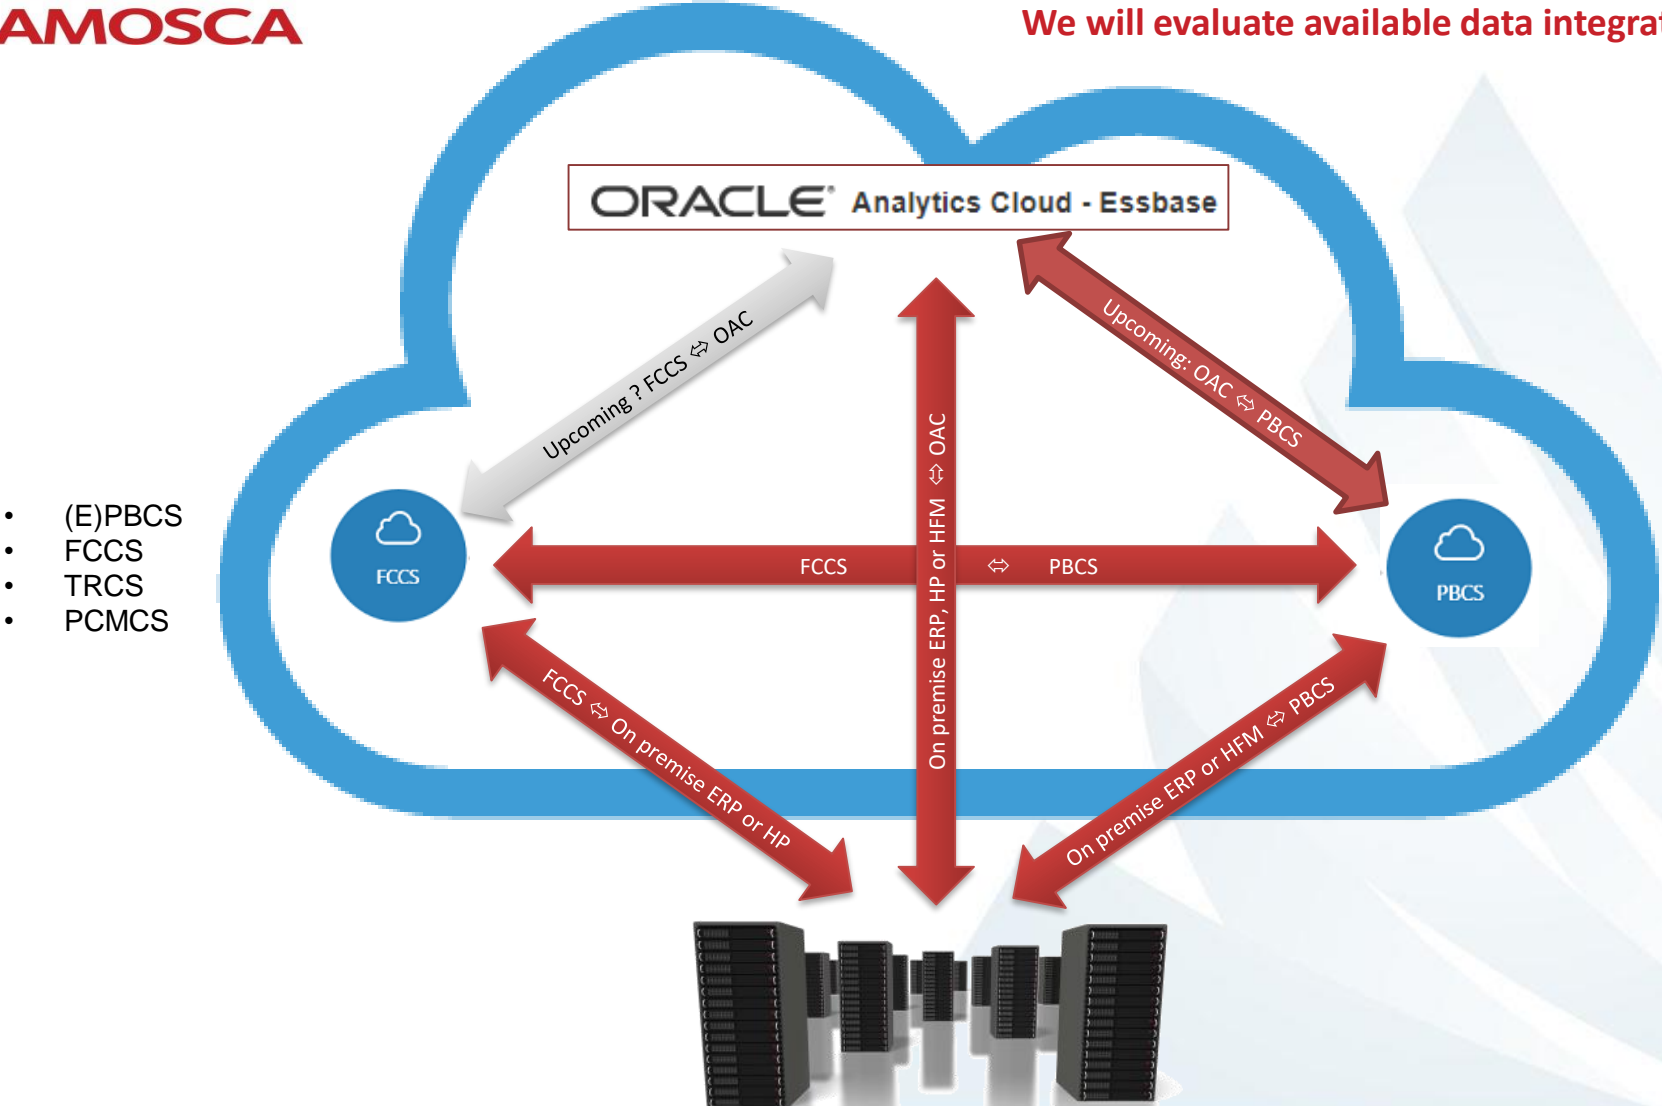 AMOSCA
We will evaluate available data integrat
ORACLE® Analytics Cloud - Essbase
Upcoming ? FCCS ⬄ OAC
Upcoming: OAC ⬄ PBCS
On premise ERP, HP or HFM ⬄ OAC
• (E)PBCS
• FCCS
• TRCS
• PCMCS
FCCS
FCCS ⬄ PBCS
PBCS
FCCS ⬄ On premise ERP or HP
On premise ERP or HFM ⬄ PBCS